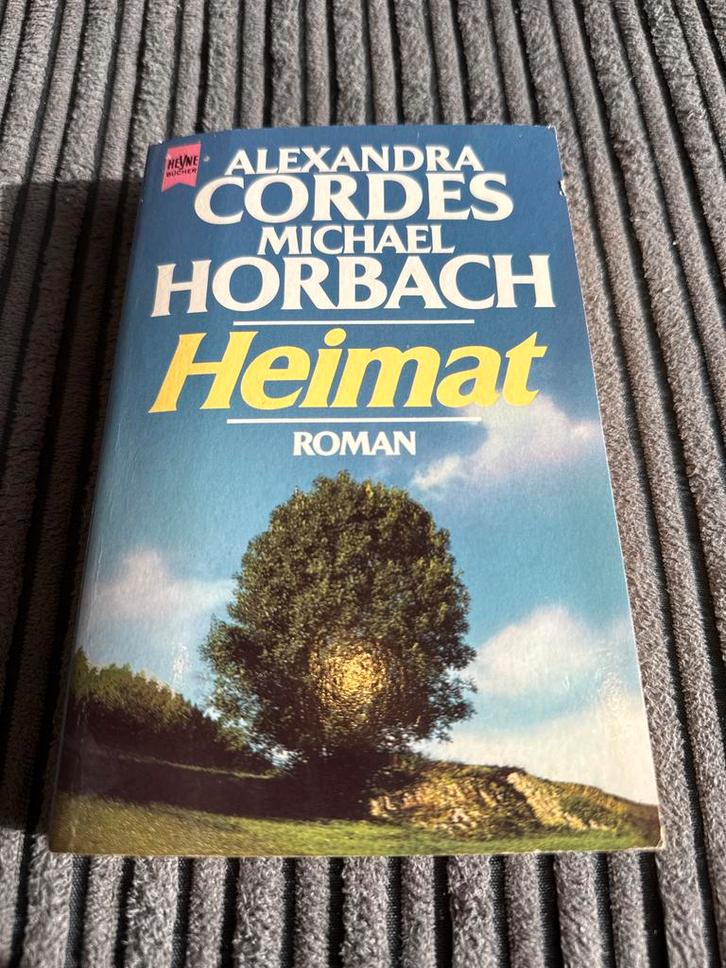 HEYNE
BÜCHER
ALEXANDRA
CORDES
MICHAEL
HORBACH
Heimat
ROMAN